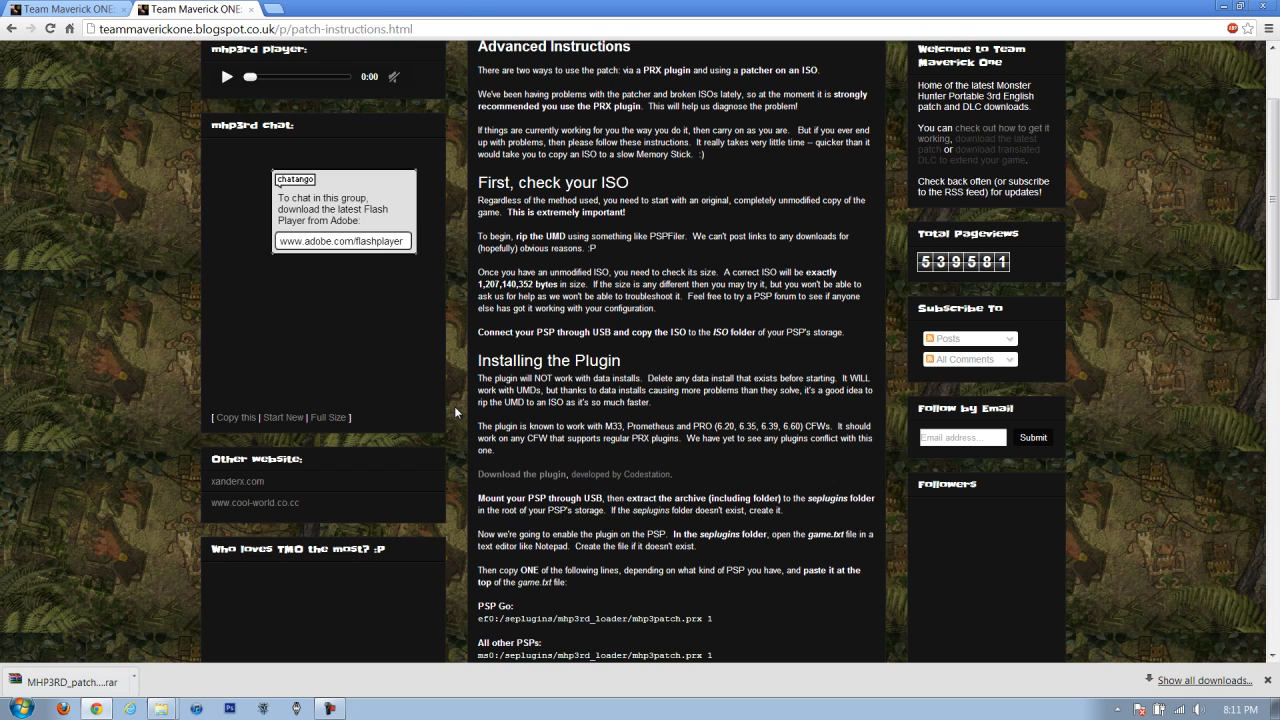 Team Maverick ONE:
Team Maverick ONE:
teammaverickone.blogspot.co.uk/p/patch-instructions.html
mhp3rd player:
0:00
mhp3rd chat:
chatango
To chat in this group,
download the latest Flash
Player from Adobe:
www.adobe.com/flashplayer
[ Copy this | Start New | Full Size ]
Other website:
xanderx.com
www.cool-world.co.cc
Who loves TMO the most? :P
Advanced Instructions
There are two ways to use the patch: via a PRX plugin and using a patcher on an ISO.
We've been having problems with the patcher and broken ISOs lately, so at the moment it is strongly
recommended you use the PRX plugin. This will help us diagnose the problem!
If things are currently working for you the way you do it, then carry on as you are. But if you ever end
up with problems, then please follow these instructions. It really takes very little time – quicker than it
would take you to copy an ISO to a slow Memory Stick. :)
First, check your ISO
Regardless of the method used, you need to start with an original, completely unmodified copy of the
game. This is extremely important!
To begin, rip the UMD using something like PSPFiler. We can't post links to any downloads for
(hopefully) obvious reasons. :P
Once you have an unmodified ISO, you need to check its size. A correct ISO will be exactly
1,207,140,352 bytes in size. If the size is any different then you may try it, but you won't be able to
ask us for help as we won't be able to troubleshoot it. Feel free to try a PSP forum to see if anyone
else has got it working with your configuration.
Connect your PSP through USB and copy the ISO to the ISO folder of your PSP's storage.
Installing the Plugin
The plugin will NOT work with data installs. Delete any data install that exists before starting. It WILL
work with UMDs, but thanks to data installs causing more problems than they solve, it's a good idea to
rip the UMD to an ISO as it's so much faster.
The plugin is known to work with M33, Prometheus and PRO (6.20, 6.35, 6.39, 6.60) CFWs. It should
work on any CFW that supports regular PRX plugins. We have yet to see any plugins conflict with this
one.
Download the plugin, developed by Codestation.
Mount your PSP through USB, then extract the archive (including folder) to the seplugins folder
in the root of your PSP's storage. If the seplugins folder doesn't exist, create it.
Now we're going to enable the plugin on the PSP. In the seplugins folder, open the game.txt file in a
text editor like Notepad. Create the file if it doesn't exist.
Then copy ONE of the following lines, depending on what kind of PSP you have, and paste it at the
top of the game.txt file:
PSP Go:
ef0:/seplugins/mhp3rd_loader/mhp3patch.prx 1
All other PSPs:
ms0:/seplugins/mhp3rd_loader/mhp3patch.prx 1
Welcome to Team
Maverick One
Home of the latest Monster
Hunter Portable 3rd English
patch and DLC downloads.
You can check out how to get it
working, download the latest
patch or download translated
DLC to extend your game.
Check back often (or subscribe
to the RSS feed) for updates!
Total Pageviews
539581
Subscribe To
Posts
All Comments
Follow by Email
Email address...
Submit
Followers
MHP3RD_patch....rar
Show all downloads...
8:11 PM